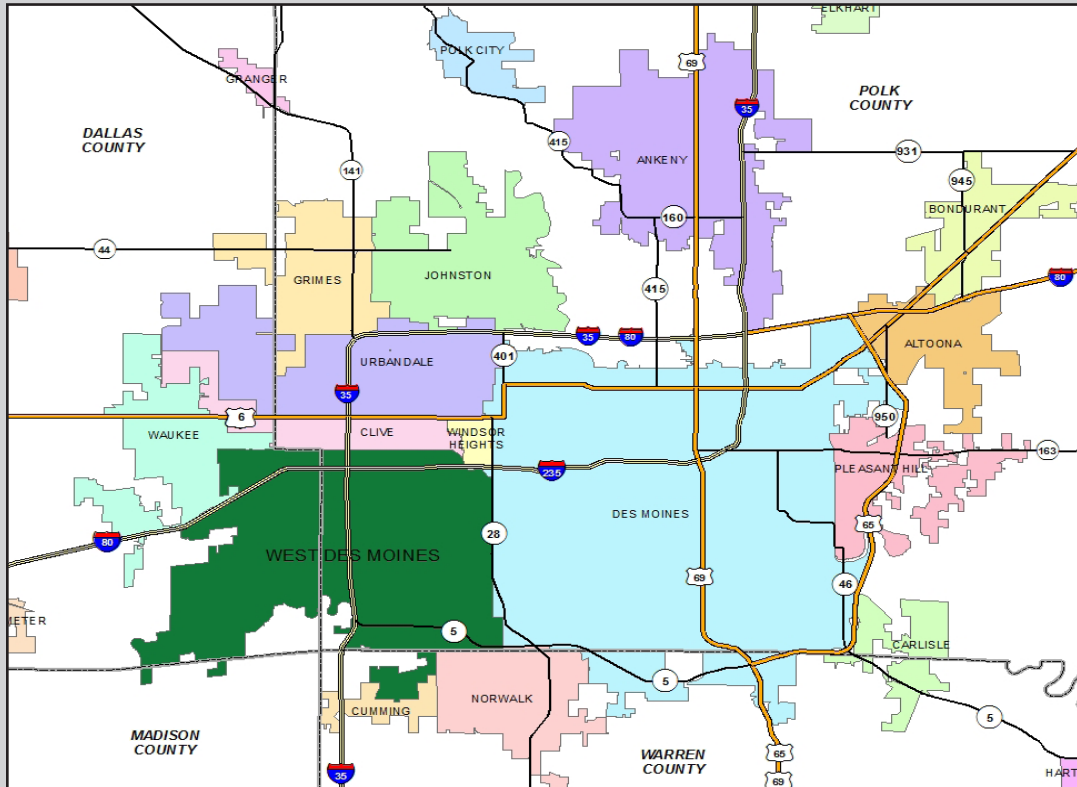 ELKHART
POLK CITY
69
GRANGER
POLK
COUNTY
35
DALLAS
COUNTY
415
931
ANKENY
141
945
160
BONDURANT
44
JOHNSTON
GRIMES
80
415
35
80
ALTOONA
401
URBANDALE
35
6
950
WAUKEE
CLIVE
WINDSOR
HEIGHTS
163
235
PLEASANT HILL
DES MOINES
65
28
80
WEST DES MOINES
69
46
METER
5
CARLISLE
5
NORWALK
CUMMING
5
MADISON
COUNTY
WARREN
COUNTY
65
35
HART
69